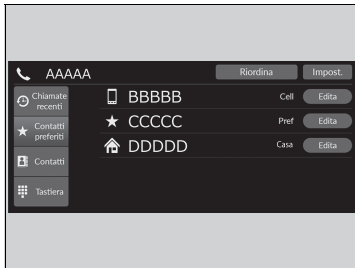 AAAAA
Riordina
Impost.
Chiamate
recenti
Contatti
preferiti
Contatti
Tastiera
BBBBB
Cell
Edita
CCCCC
Pref
Edita
DDDDD
Casa
Edita